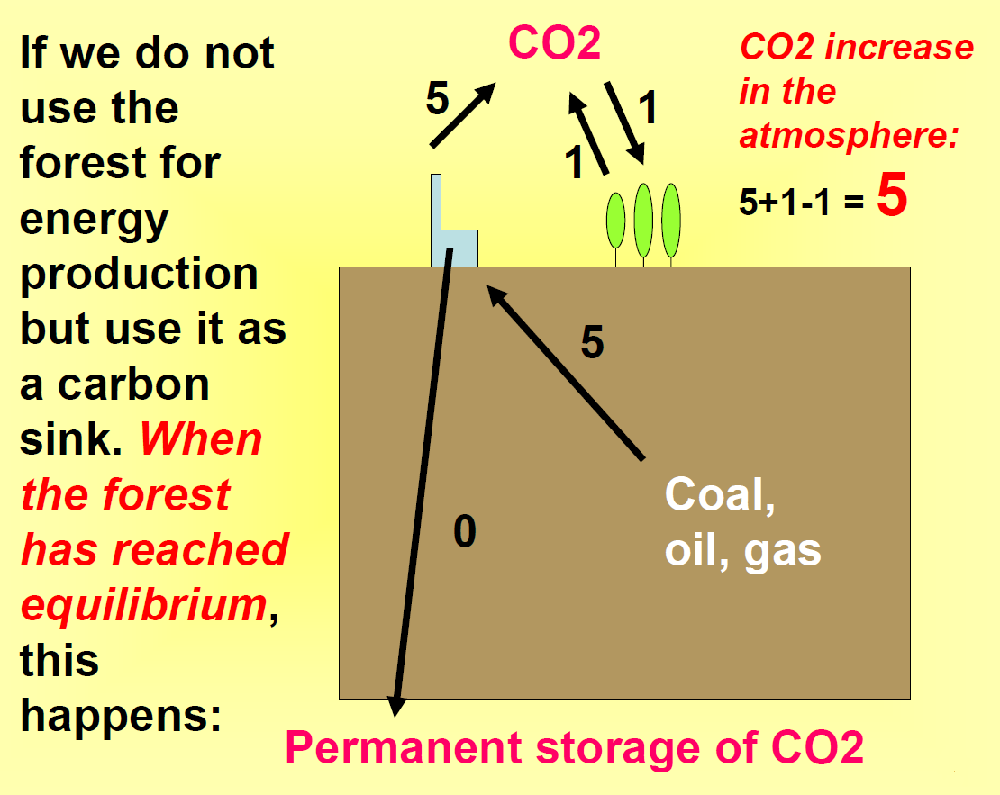 If we do not
use the
forest for
energy
production
but use it as
a carbon
sink. When
the forest
has reached
equilibrium,
this
happens:
CO2
5
1
1
CO2 increase
in the
atmosphere:
5+1-1 = 5
5
0
Coal,
oil, gas
Permanent storage of CO2